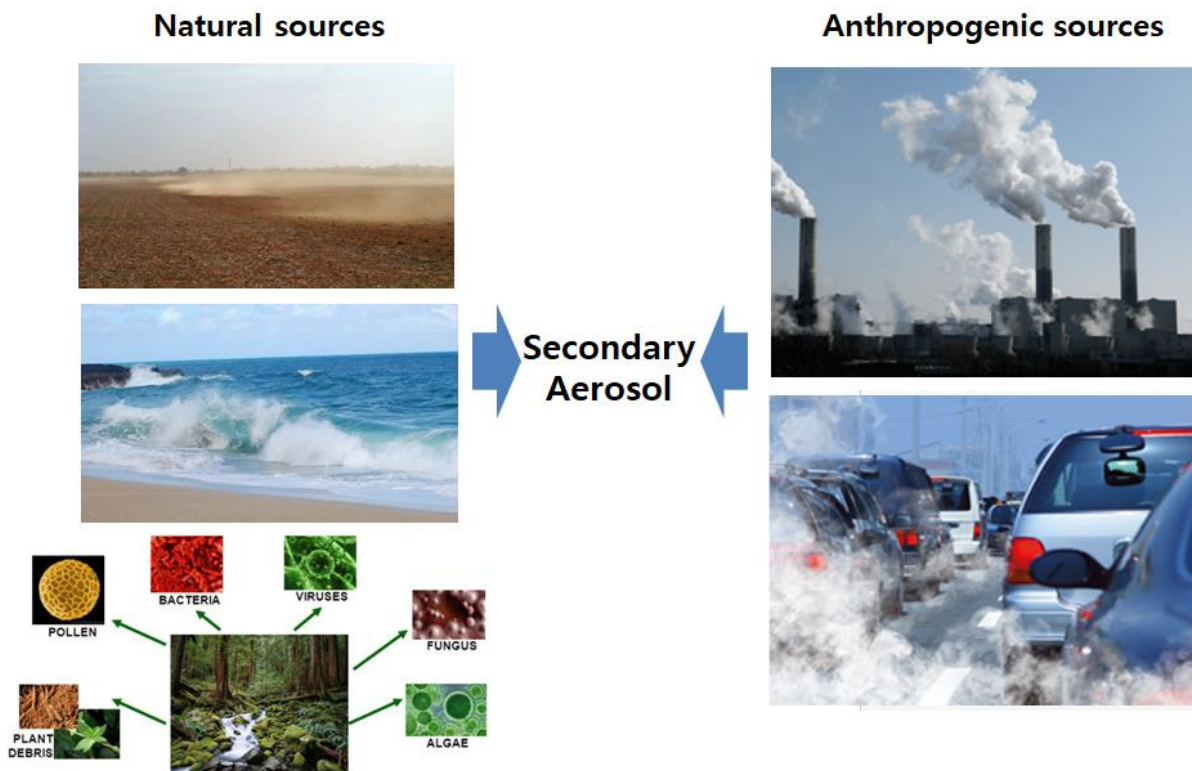 Natural sources
Anthropogenic sources
Secondary
Aerosol
BACTERIA
VIRUSES
POLLEN
FUNGUS
PLANT
DEBRIS
ALGAE